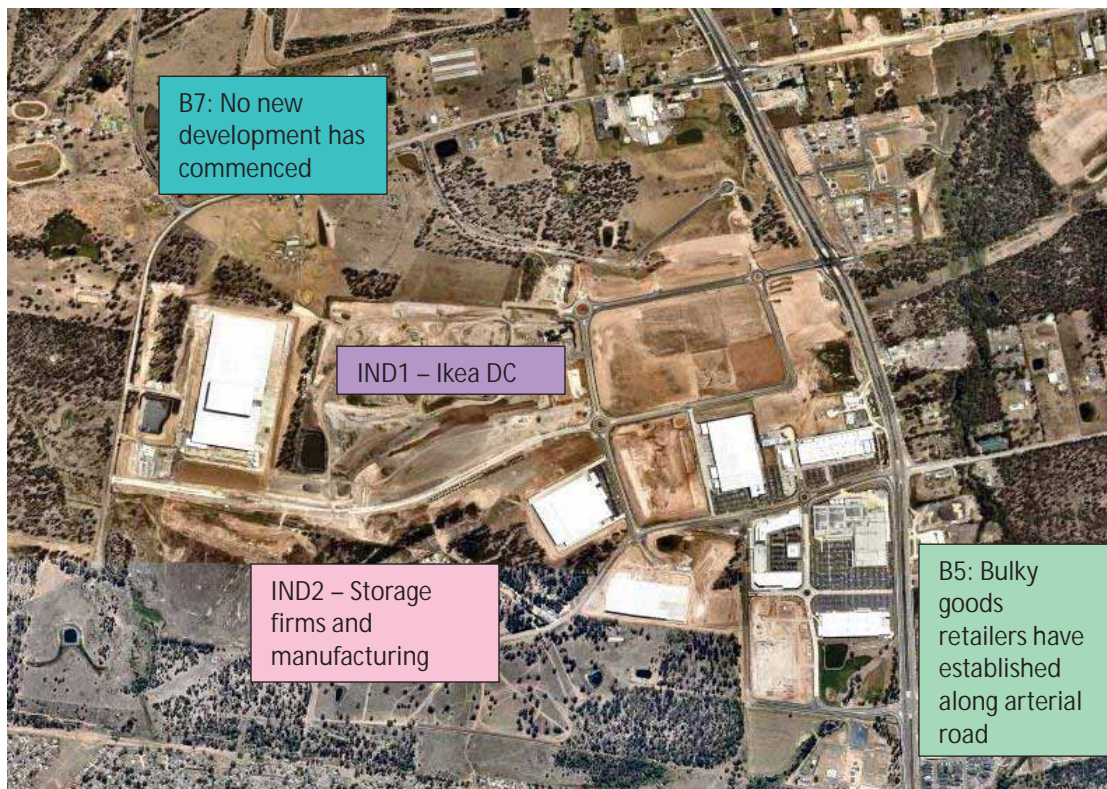 B7: No new
development has
commenced
IND1 – Ikea DC
IND2 – Storage
firms and
manufacturing
B5: Bulky
goods
retailers have
established
along arterial
road